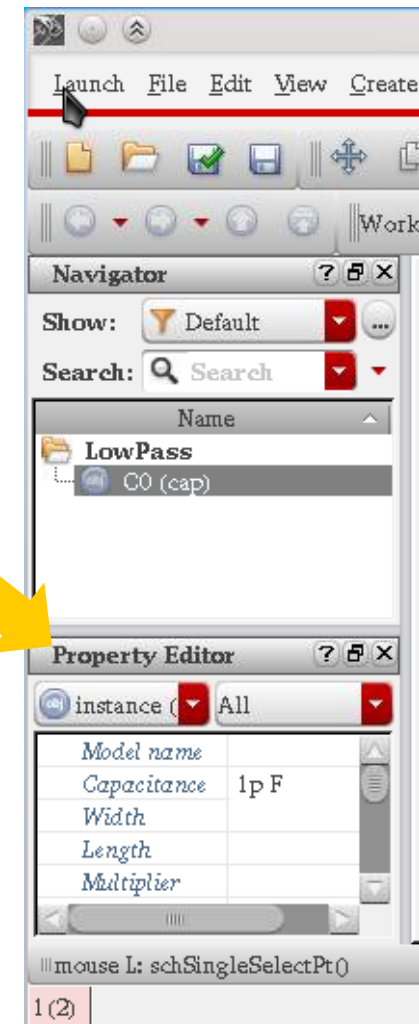 Launch File Edit View Create
Work
Navigator ? X
Show: Default ...
Search: Search
Name
LowPass
C0 (cap)
Property Editor ? X
instance ( All
Model name
Capacitance 1p F
Width
Length
Multiplier
mouse L: schSingleSelectPt()
1(2)